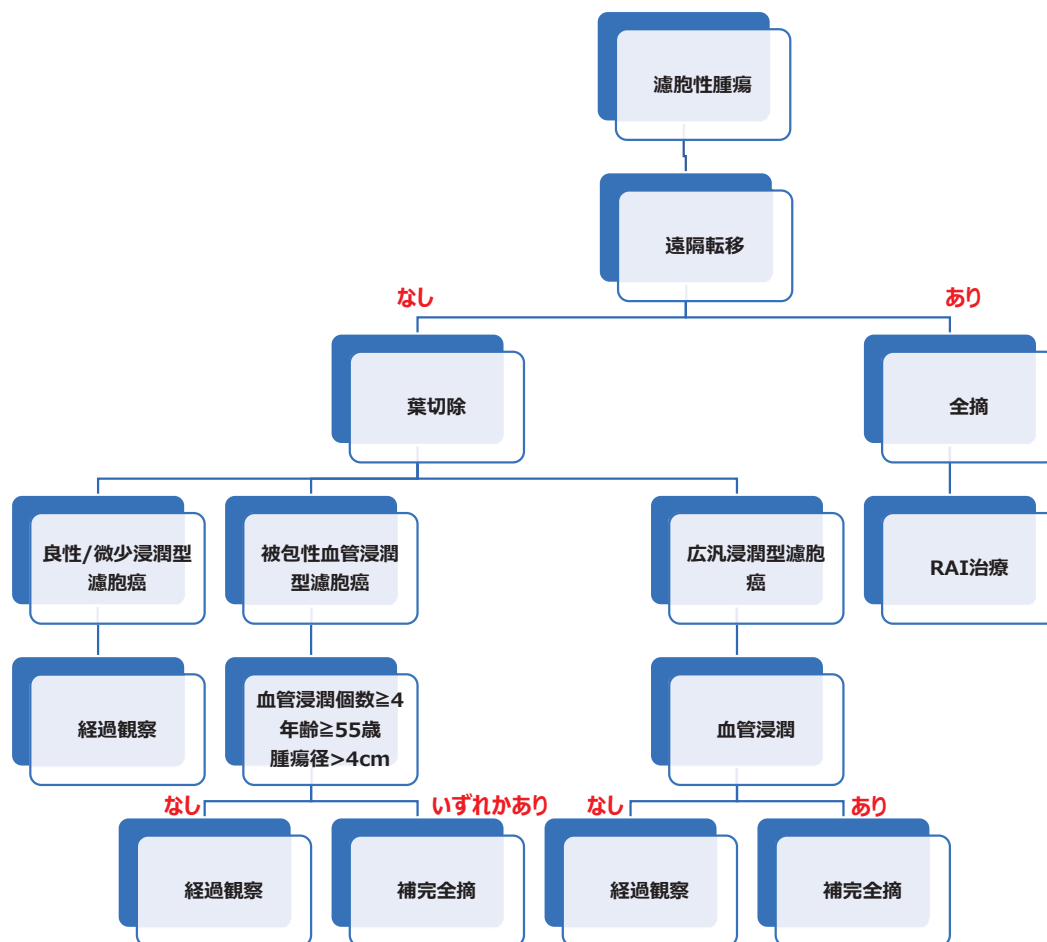 濾胞性腫瘍
遠隔転移
なし
あり
葉切除
全摘
良性/微少浸潤型
濾胞癌
被包性血管浸潤
型濾胞癌
広汎浸潤型濾胞
癌
RAI治療
経過観察
血管浸潤個数≧4
年齢≧55歳
腫瘍径>4cm
血管浸潤
なし
いずれかあり
なし
あり
経過観察
補完全摘
経過観察
補完全摘